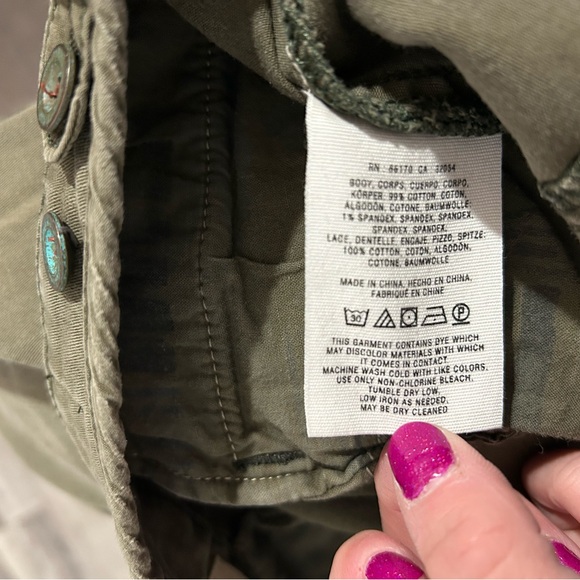 RN 66170 CA 37054
BODY, CORPS, CUERPO, CORPO,
KÖRPER: 99% COTTON, COTON,
ALGODÓN, COTONE, BAUMWOLLE:
1% SPANDEX, SPANDEX, SPANDEX,
SPANDEX, SPANDEX,
LACE, DENTELLE, ENCAJE, PIZZO, SPITZE:
100% COTTON, COTON, ALGODÓN,
COTONE, BAUMWOLLE
MADE IN CHINA, HECHO EN CHINA,
FABRIQUÉ EN CHINE
30 P
THIS GARMENT CONTAINS DYE WHICH
MAY DISCOLOR MATERIALS WITH WHICH
IT COMES IN CONTACT.
MACHINE WASH COLD WITH LIKE COLORS,
USE ONLY NON-CHLORINE BLEACH,
TUMBLE DRY LOW,
LOW IRON AS NEEDED.
MAY BE DRY CLEANED